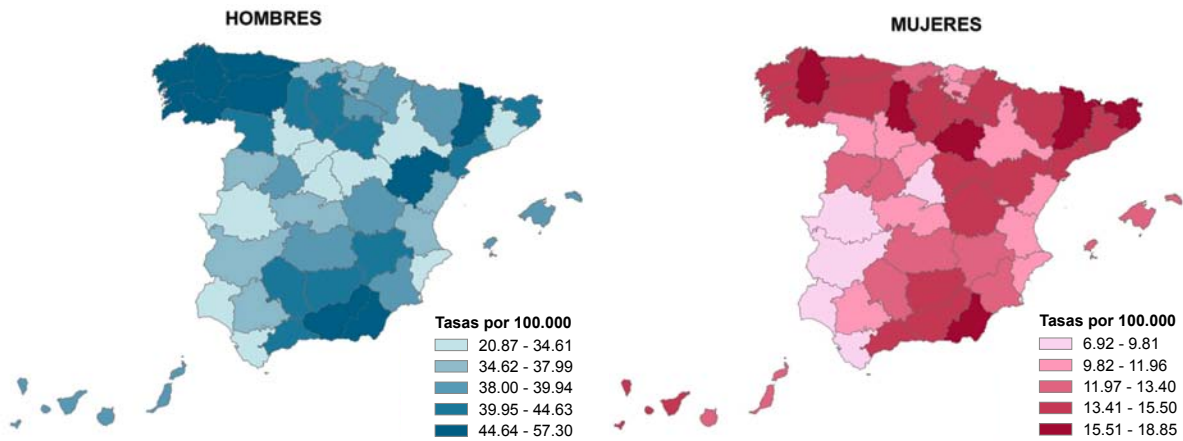 HOMBRES
Tasas por 100.000
20.87 - 34.61
34.62 - 37.99
38.00 - 39.94
39.95 - 44.63
44.64 - 57.30
MUJERES
Tasas por 100.000
6.92 - 9.81
9.82 - 11.96
11.97 - 13.40
13.41 - 15.50
15.51 - 18.85